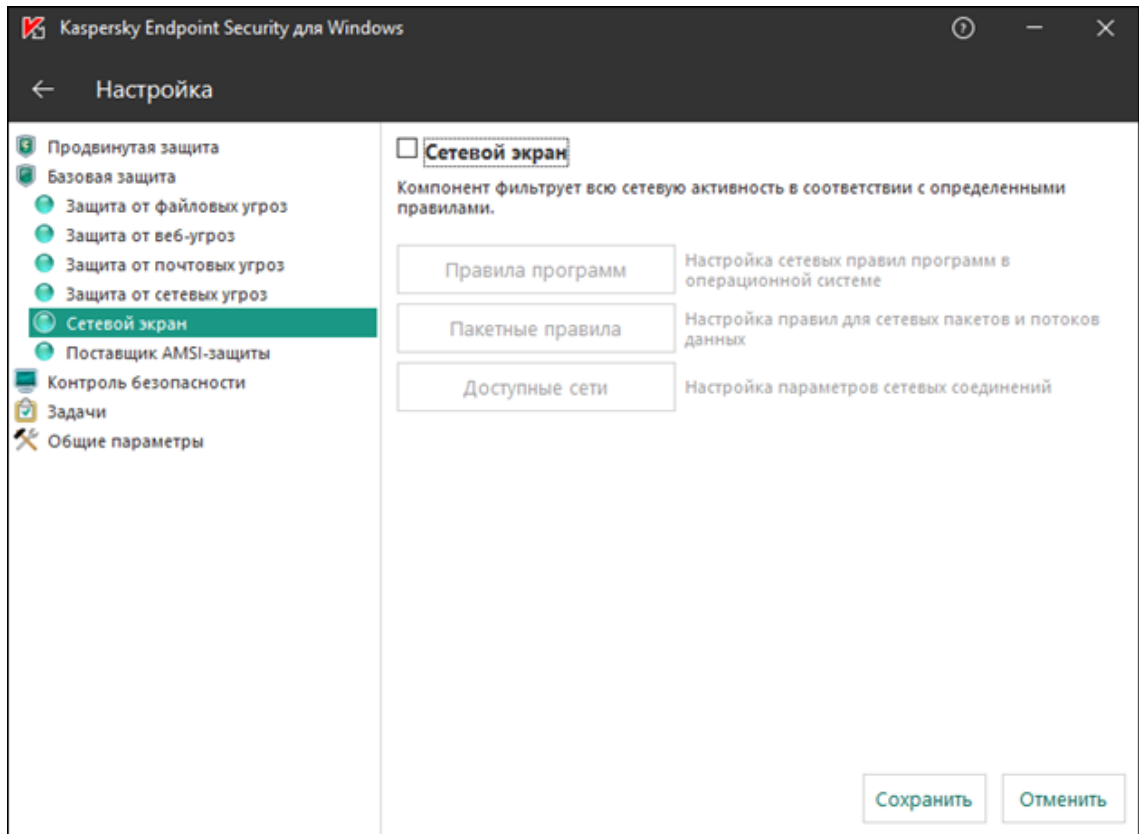 Kaspersky Endpoint Security для Windows
Настройка
Продвинутая защита
Базовая защита
Защита от файловых угроз
Защита от веб-угроз
Защита от почтовых угроз
Защита от сетевых угроз
Сетевой экран
Поставщик AMSI-защиты
Контроль безопасности
Задачи
Общие параметры
Сетевой экран
Компонент фильтрует всю сетевую активность в соответствии с определенными
правилами.
Правила программ
Настройка сетевых правил программ в
операционной системе
Пакетные правила
Настройка правил для сетевых пакетов и потоков
данных
Доступные сети
Настройка параметров сетевых соединений
Сохранить
Отменить